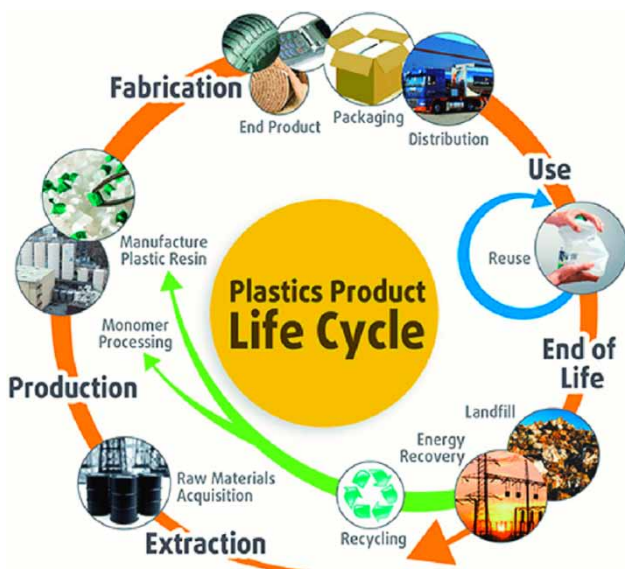 Fabrication
End Product
Packaging
Distribution
Use
Reuse
Manufacture
Plastic Resin
Plastics Product
Life Cycle
Monomer
Processing
Production
End of
Life
Landfill
Energy
Recovery
Raw Materials
Acquisition
Recycling
Extraction